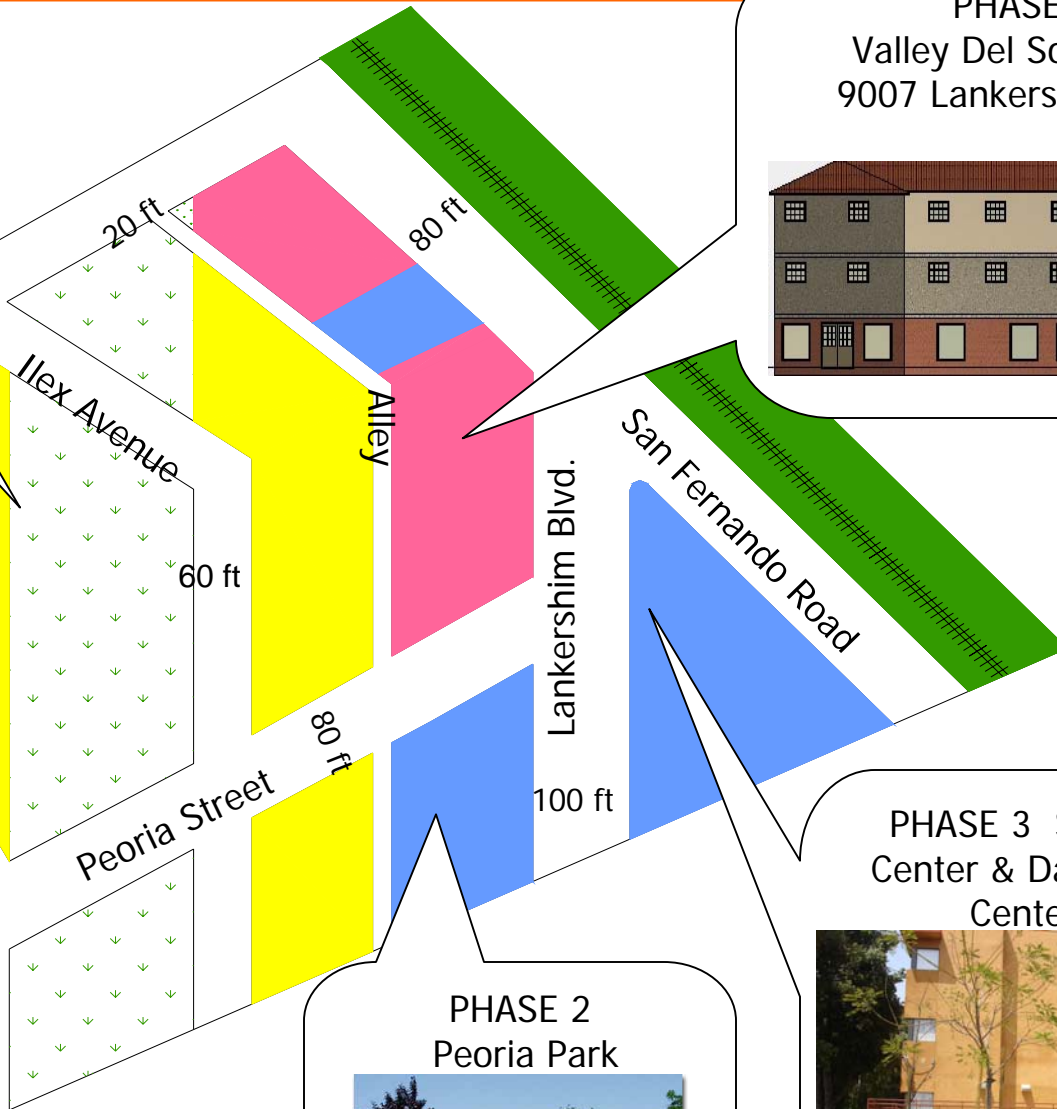 PHASE
Valley Del So
9007 Lankers
20 ft
80 ft
Ilex Avenue
Alley
San Fernando Road
Lankershim Blvd.
60 ft
80 ft
100 ft
Peoria Street
PHASE 3 S
Center & Da
Cente
PHASE 2
Peoria Park